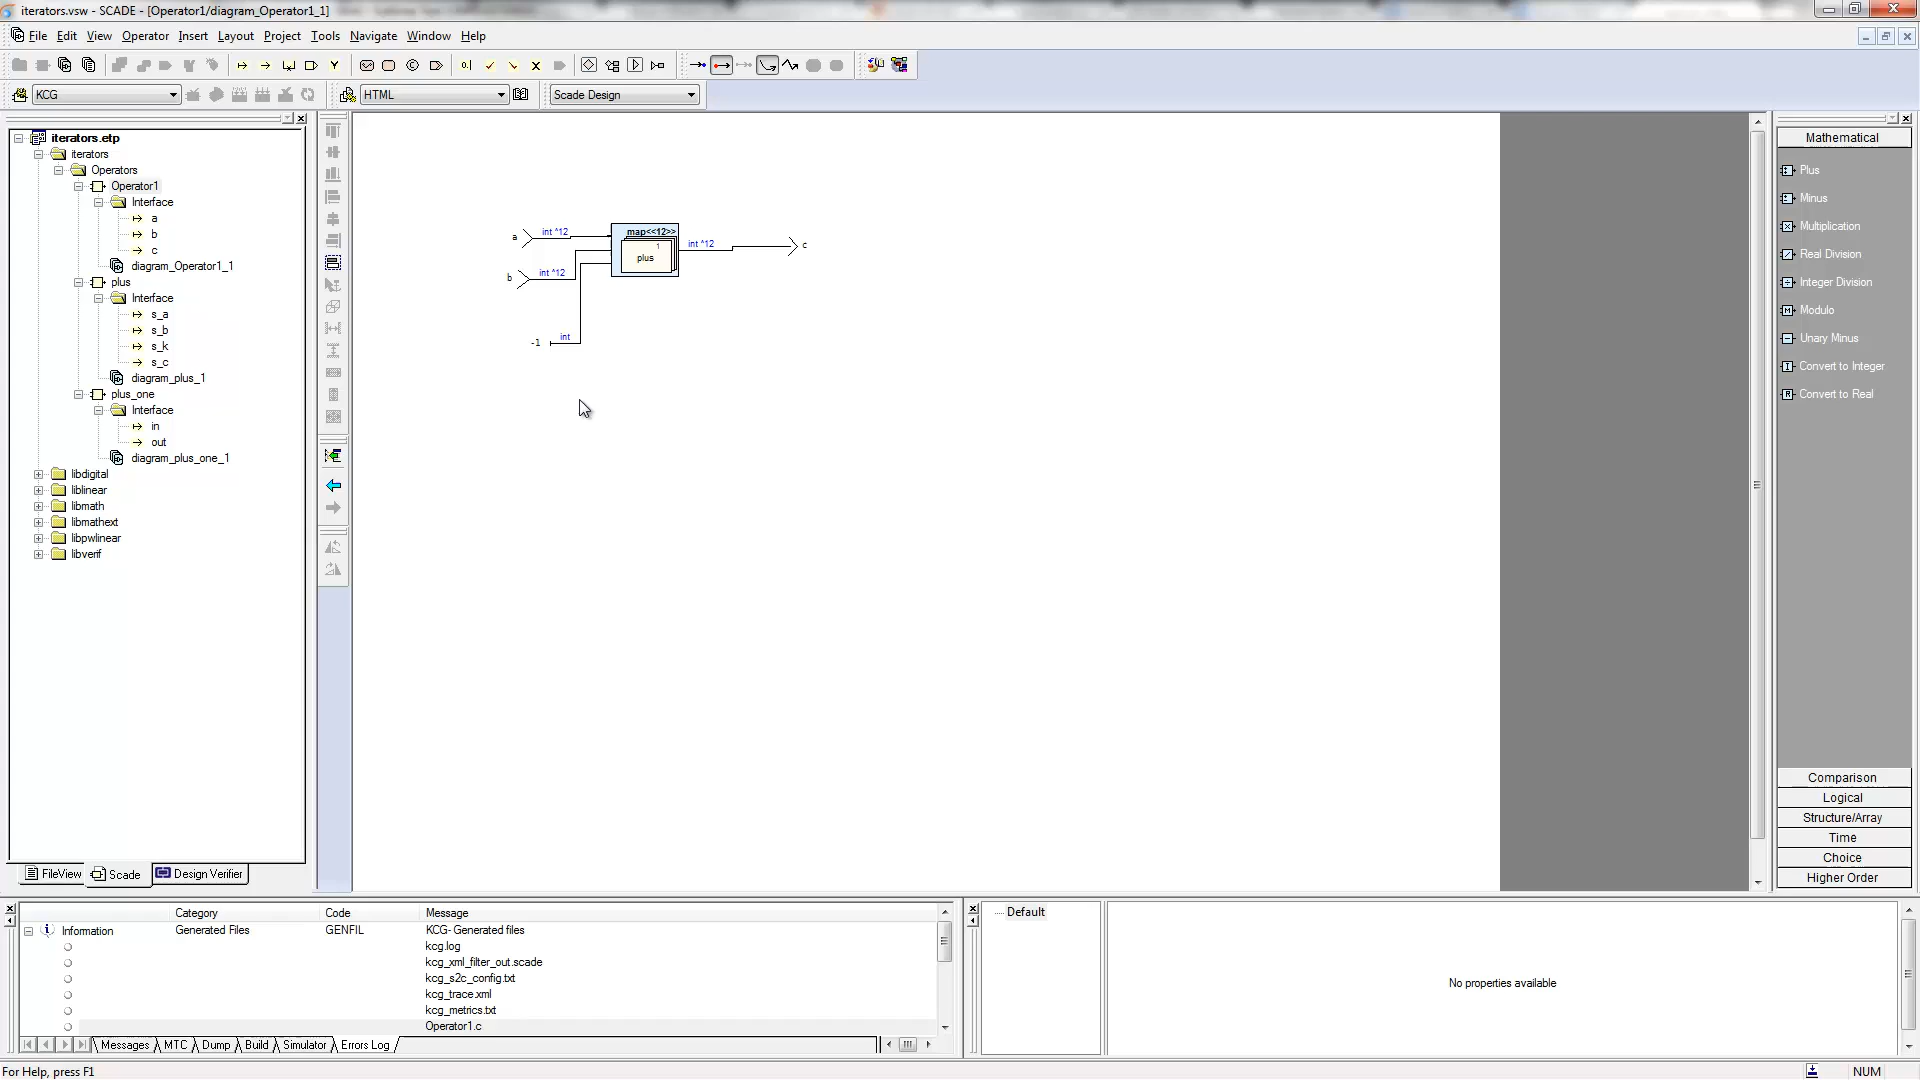 iterators.vsw - SCADE - [Operator1/diagram_Operator1_1]
File Edit View Operator Insert Layout Project Tools Navigate Window Help
KCG HTML Scade Design
iterators.etp
iterators
Operators
Operator1
Interface
a
b
c
diagram_Operator1_1
plus
Interface
s_a
s_b
s_k
s_c
diagram_plus_1
plus_one
Interface
in
out
diagram_plus_one_1
libdigital
liblinear
libmath
libmathext
libpwlinear
libverif
FileView Scade Design Verifier
a int ^12 map<<12>> int ^12 c
1
plus
b int ^12
-1 int
Mathematical
Plus
Minus
Multiplication
Real Division
Integer Division
Modulo
Unary Minus
Convert to Integer
Convert to Real
Comparison
Logical
Structure/Array
Time
Choice
Higher Order
Category Code Message
Information Generated Files GENFIL KCG- Generated files
kcg.log
kcg_xml_filter_out.scade
kcg_s2c_config.txt
kcg_trace.xml
kcg_metrics.txt
Operator1.c
Messages MTC Dump Build Simulator Errors Log
Default
No properties available
For Help, press F1 NUM